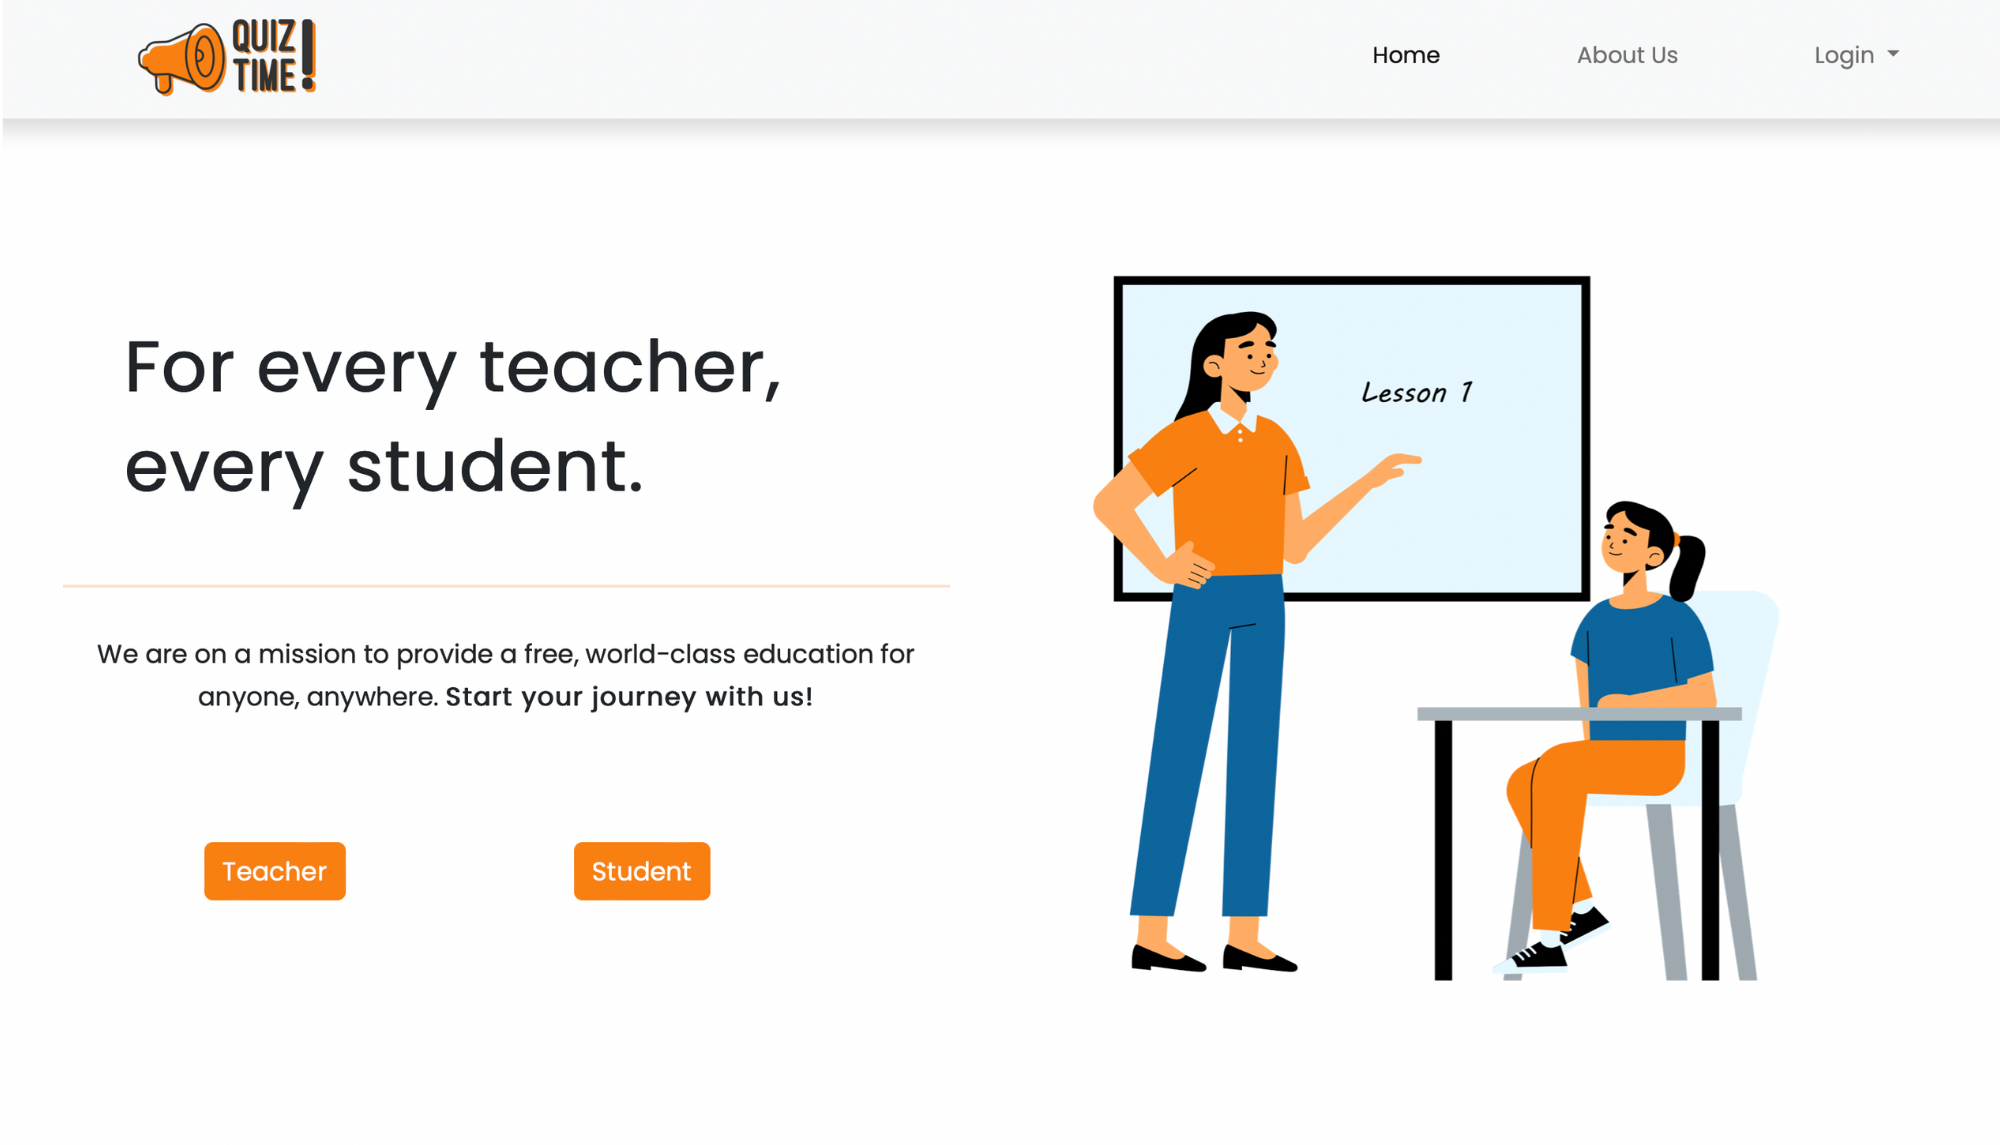 QUIZ
TIME!
Home
About Us
Login
For every teacher,
every student.
Lesson 1
We are on a mission to provide a free, world-class education for
anyone, anywhere. Start your journey with us!
Teacher
Student